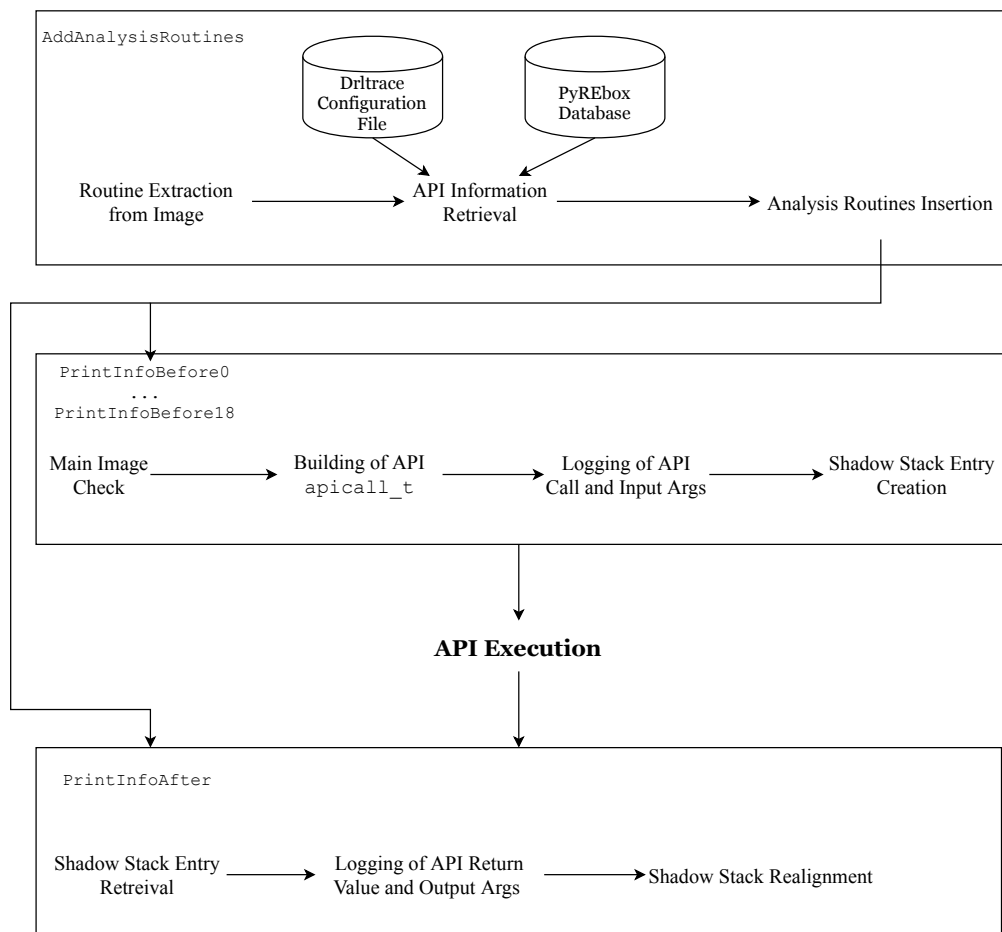 AddAnalysisRoutines
Drltrace
Configuration
File
PyREbox
Database
Routine Extraction
from Image
API Information
Retrieval
Analysis Routines Insertion
PrintInfoBefore0
...
PrintInfoBefore18
Main Image
Check
Building of API
apicall_t
Logging of API
Call and Input Args
Shadow Stack Entry
Creation
API Execution
PrintInfoAfter
Shadow Stack Entry
Retreival
Logging of API Return
Value and Output Args
Shadow Stack Realignment